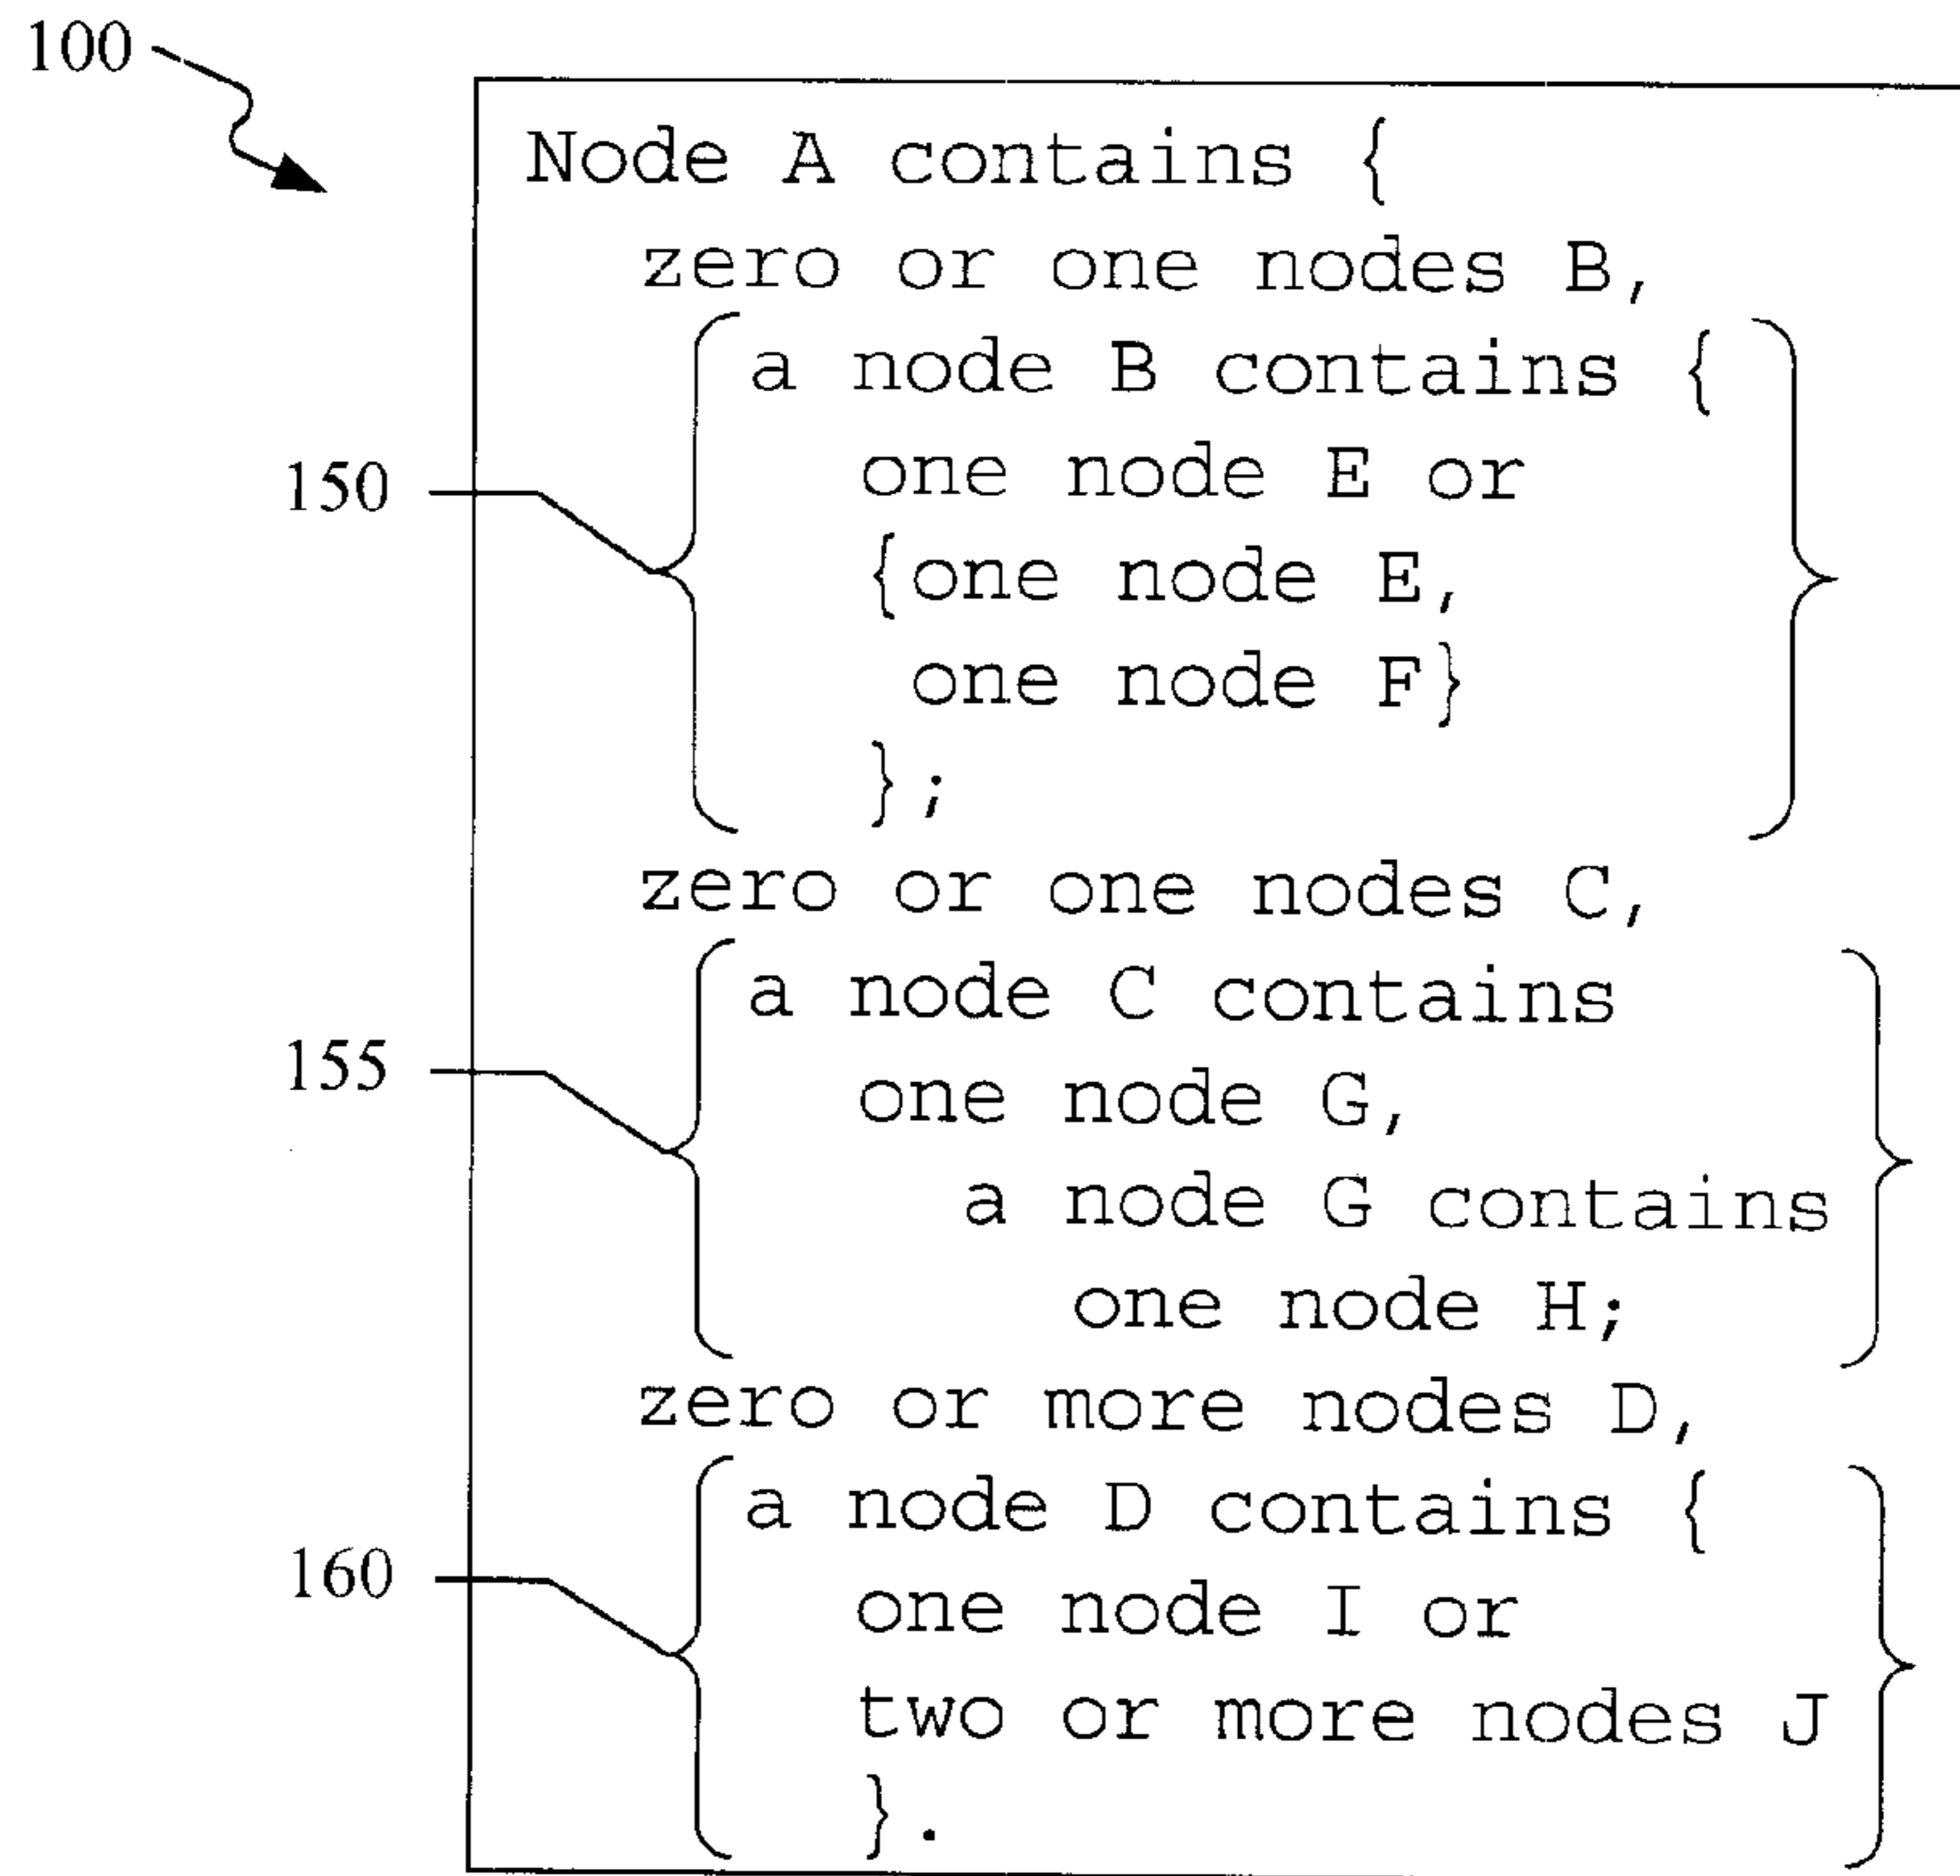 100
Node A contains {
zero or one nodes B,
a node B contains {
150
one node E or
{one node E,
one node F}
};
zero or one nodes C,
a node C contains
155
one node G,
a node G contains
one node H;
zero or more nodes D,
a node D contains {
160
one node I or
two or more nodes J
}.